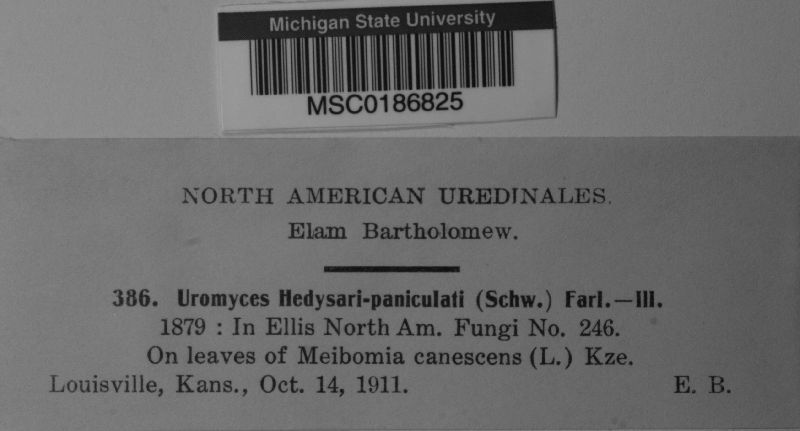 Michigan State University
MSC0186825
NORTH AMERICAN UREDINALES.
Elam Bartholomew.
386. Uromyces Hedysari-paniculati (Schw.) Farl.—III.
1879 : In Ellis North Am. Fungi No. 246.
On leaves of Meibomia canescens (L.) Kze.
Louisville, Kans., Oct. 14, 1911. E. B.